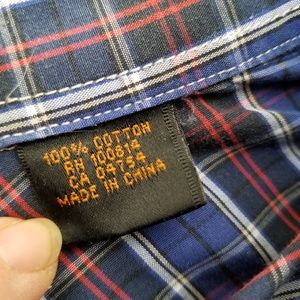 100% COTTON
RN 100814
CA 04754
MADE IN CHINA